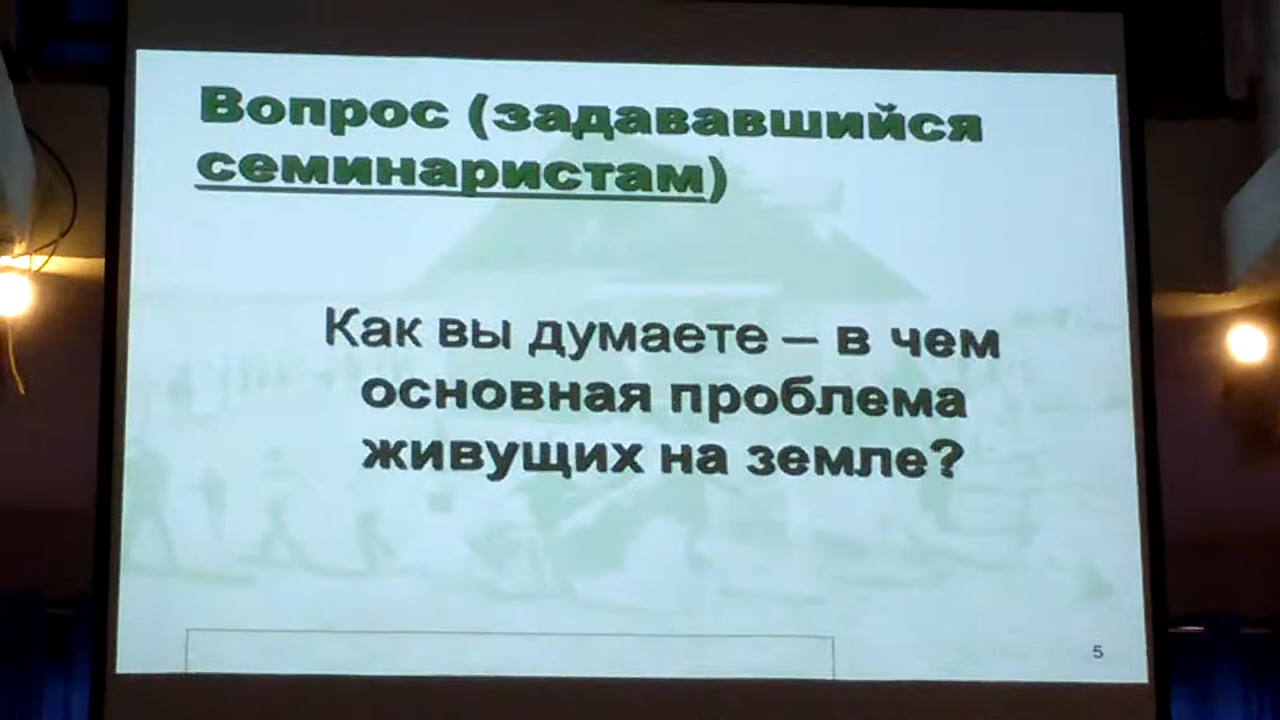 Вопрос (задававшийся
семинаристам)
Как вы думаете – в чем
основная проблема
живущих на земле?
5